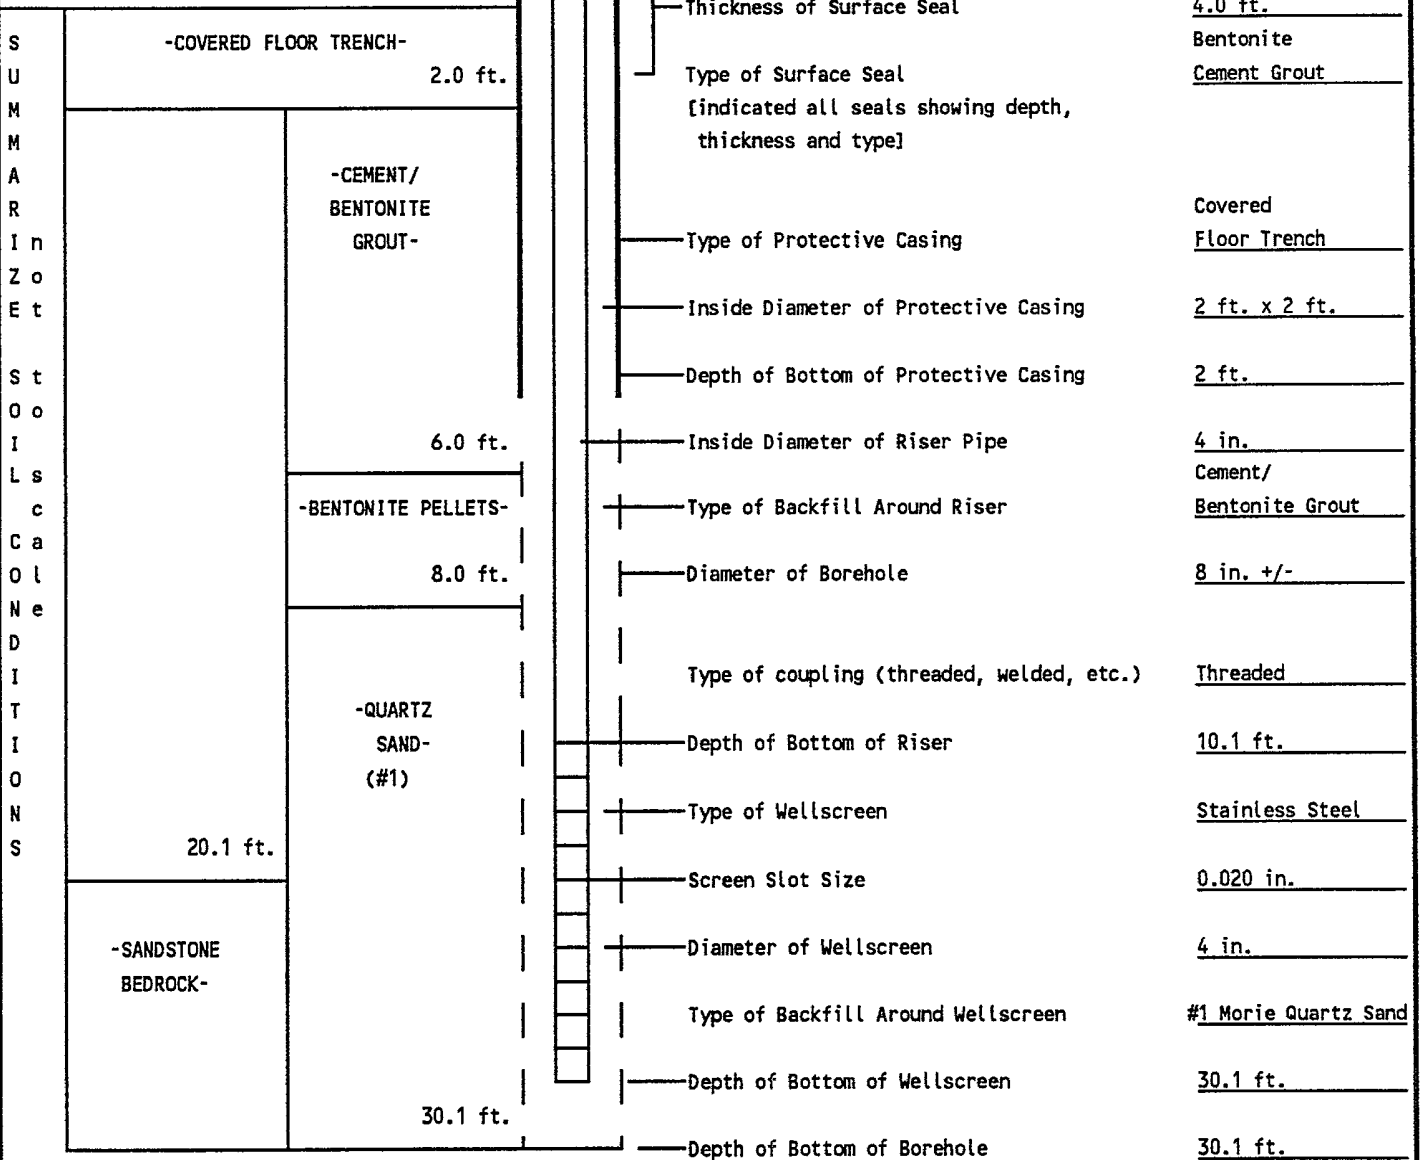 Thickness of Surface Seal 4.0 ft.
-COVERED FLOOR TRENCH- Bentonite
2.0 ft. Type of Surface Seal Cement Grout
[indicated all seals showing depth,
thickness and type]
-CEMENT/
BENTONITE Covered
GROUT- Type of Protective Casing Floor Trench
Inside Diameter of Protective Casing 2 ft. x 2 ft.
Depth of Bottom of Protective Casing 2 ft.
6.0 ft. Inside Diameter of Riser Pipe 4 in.
Cement/
-BENTONITE PELLETS- Type of Backfill Around Riser Bentonite Grout
8.0 ft. Diameter of Borehole 8 in. +/-
Type of coupling (threaded, welded, etc.) Threaded
-QUARTZ
SAND- Depth of Bottom of Riser 10.1 ft.
(#1)
Type of Wellscreen Stainless Steel
20.1 ft.
Screen Slot Size 0.020 in.
-SANDSTONE Diameter of Wellscreen 4 in.
BEDROCK-
Type of Backfill Around Wellscreen #1 Morie Quartz Sand
Depth of Bottom of Wellscreen 30.1 ft.
30.1 ft.
Depth of Bottom of Borehole 30.1 ft.
SUMMARIZE SOIL CONDITIONS
not to scale